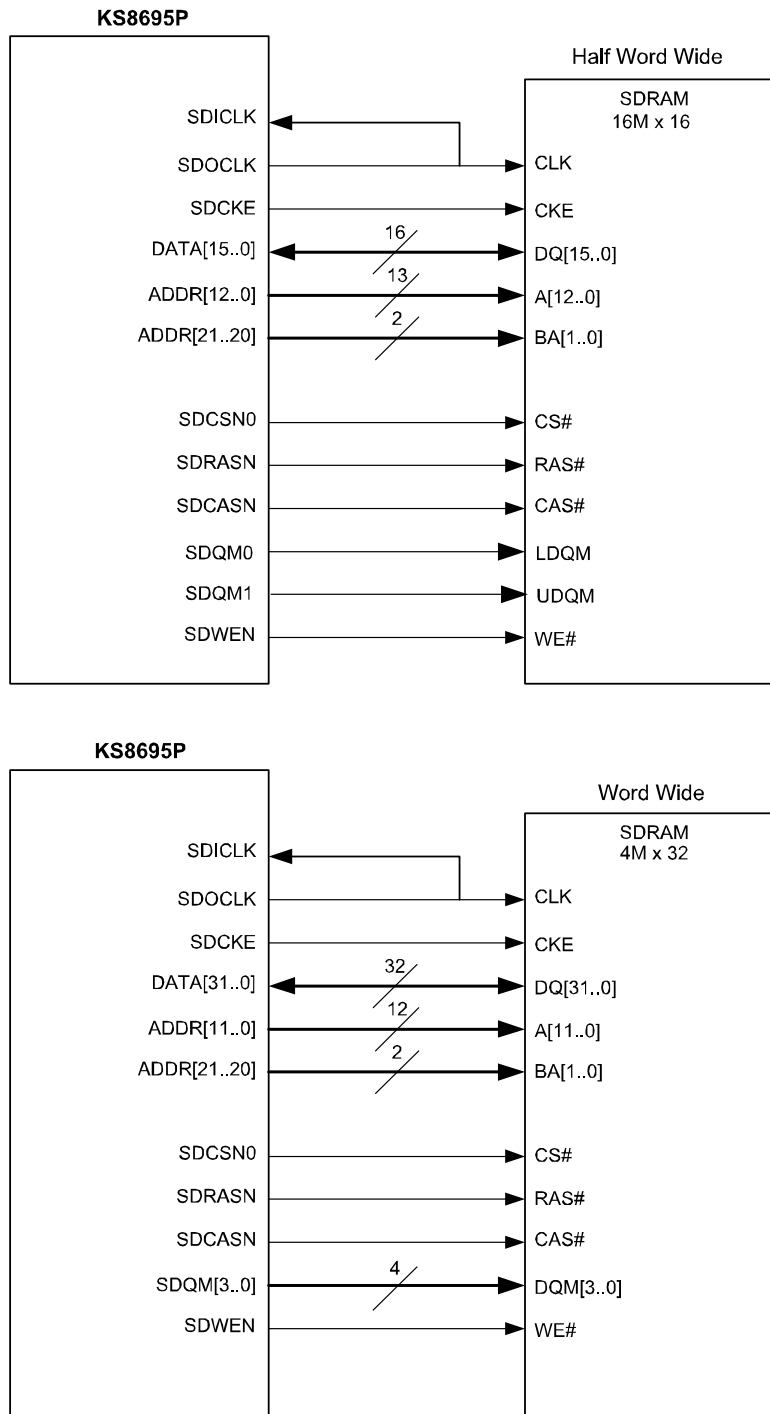 KS8695P
Half Word Wide
SDRAM
16M x 16
SDICLK
SDOCLK
CLK
SDCKE
CKE
DATA[15..0]
16
DQ[15..0]
ADDR[12..0]
13
A[12..0]
ADDR[21..20]
2
BA[1..0]
SDCSN0
CS#
SDRASN
RAS#
SDCASN
CAS#
SDQM0
LDQM
SDQM1
UDQM
SDWEN
WE#
KS8695P
Word Wide
SDRAM
4M x 32
SDICLK
SDOCLK
CLK
SDCKE
CKE
DATA[31..0]
32
DQ[31..0]
ADDR[11..0]
12
A[11..0]
ADDR[21..20]
2
BA[1..0]
SDCSN0
CS#
SDRASN
RAS#
SDCASN
CAS#
SDQM[3..0]
4
DQM[3..0]
SDWEN
WE#